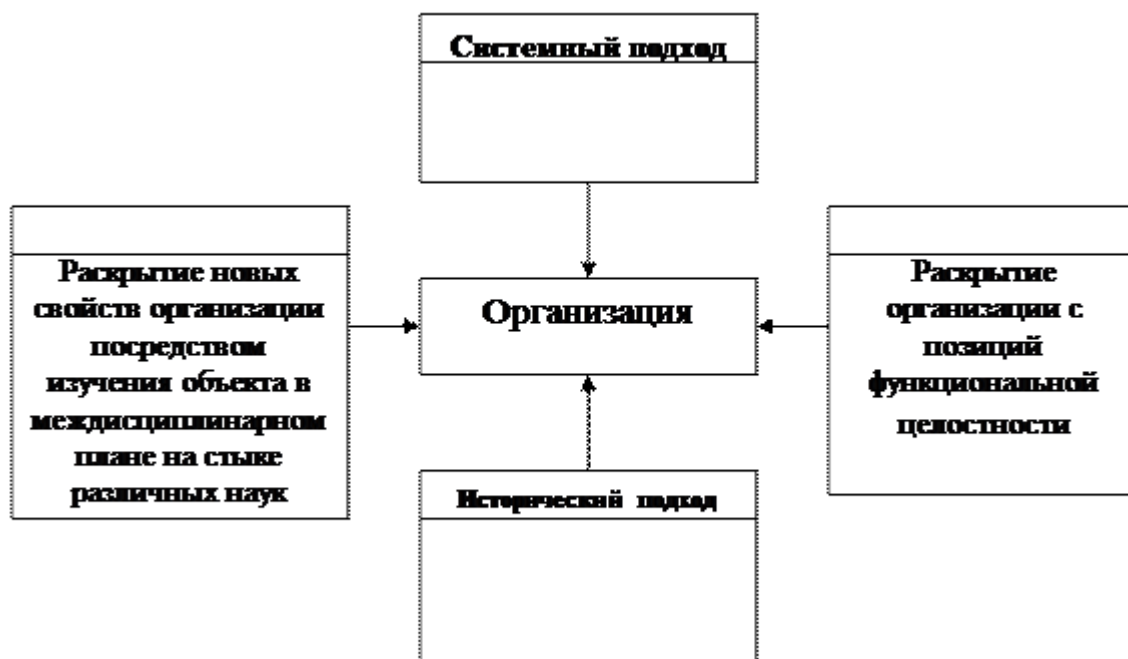 Системный подход
Раскрытие новых
свойств организации
посредством
изучения объекта в
междисциплинарном
плане на стыке
различных наук
Организация
Раскрытие
организации с
позиций
функциональной
целостности
Исторический подход